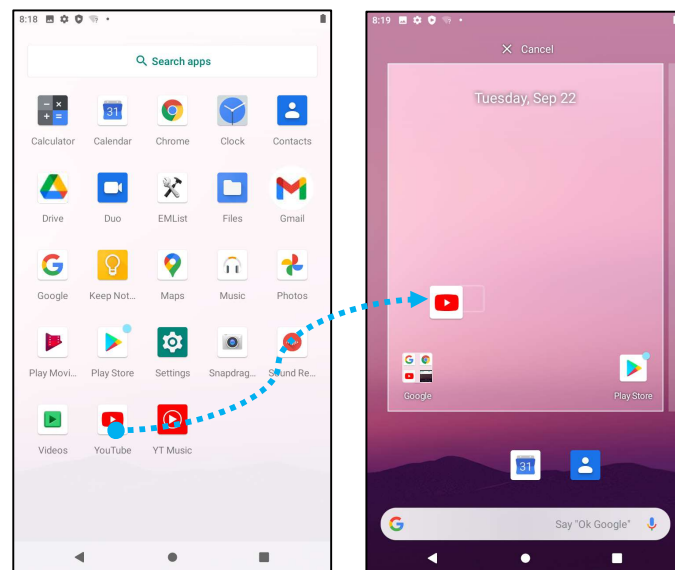 8:18
Search apps
31
Calculator Calendar Chrome Clock Contacts
Drive Duo EMList Files Gmail
Google Keep Not... Maps Music Photos
Play Movi... Play Store Settings Snapdrag... Sound Re...
Videos YouTube YT Music
8:19
Cancel
Tuesday, Sep 22
Google Play Store
31
Say "Ok Google"